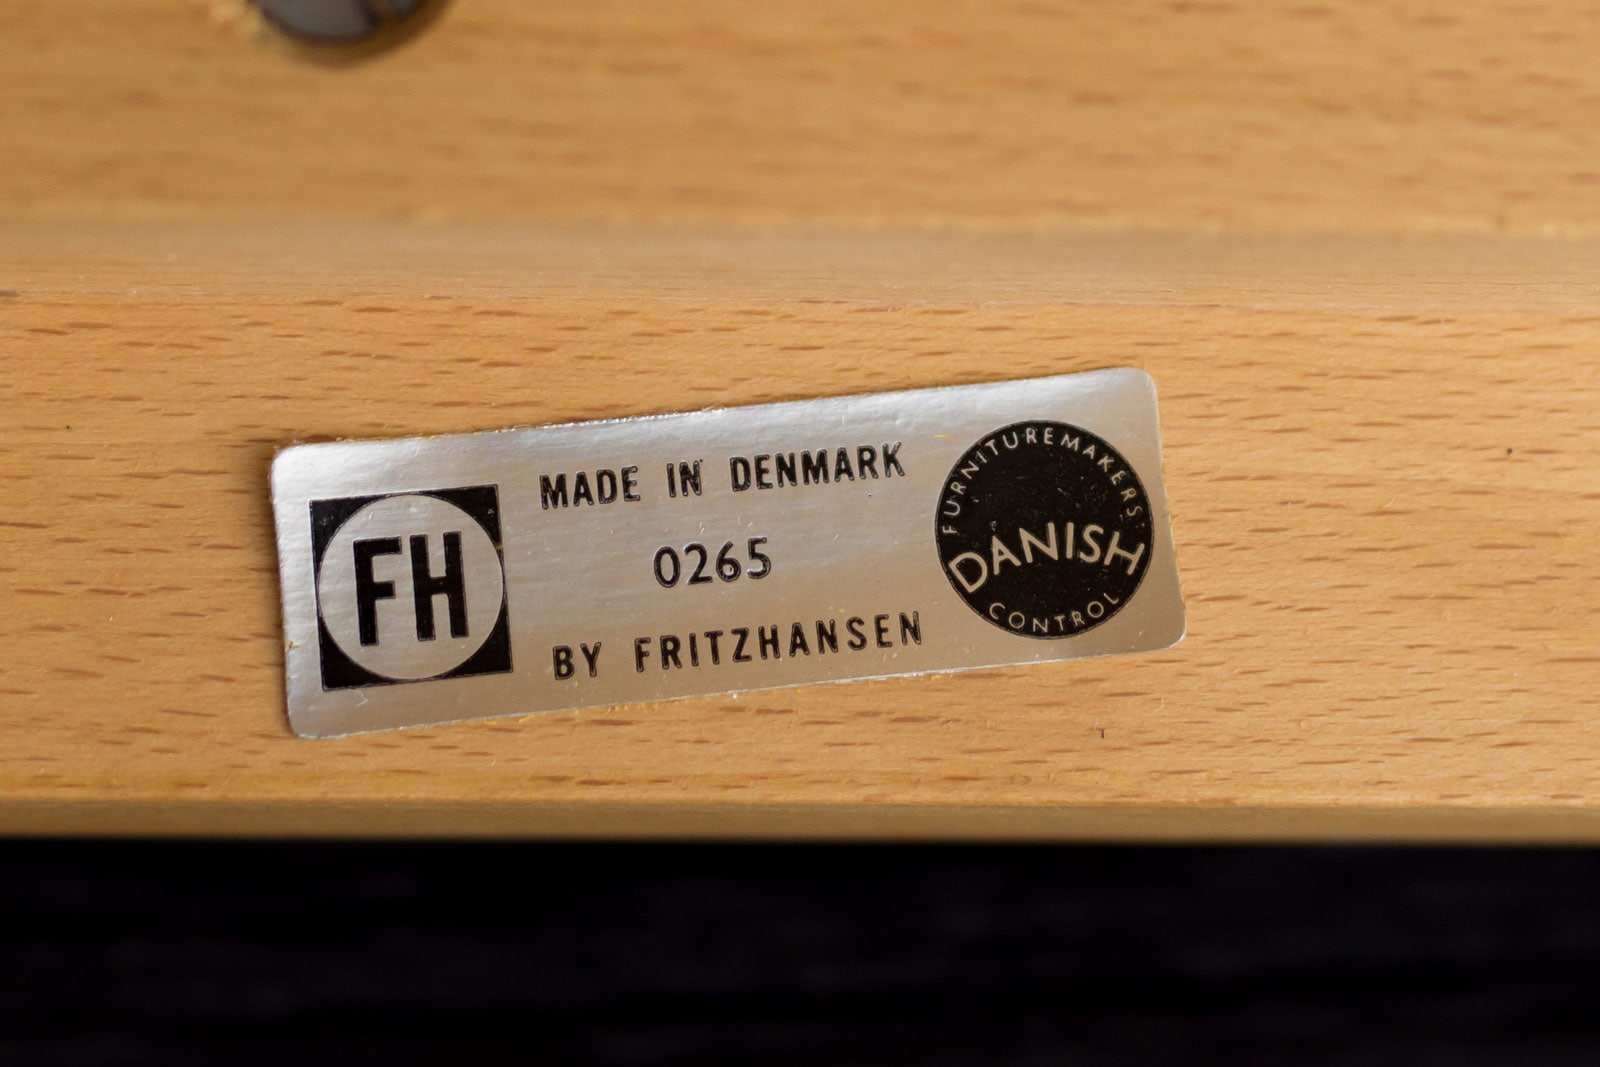 FH
MADE IN DENMARK
0265
BY FRITZHANSEN
FURNITUREMAKERS
DANISH
CONTROL